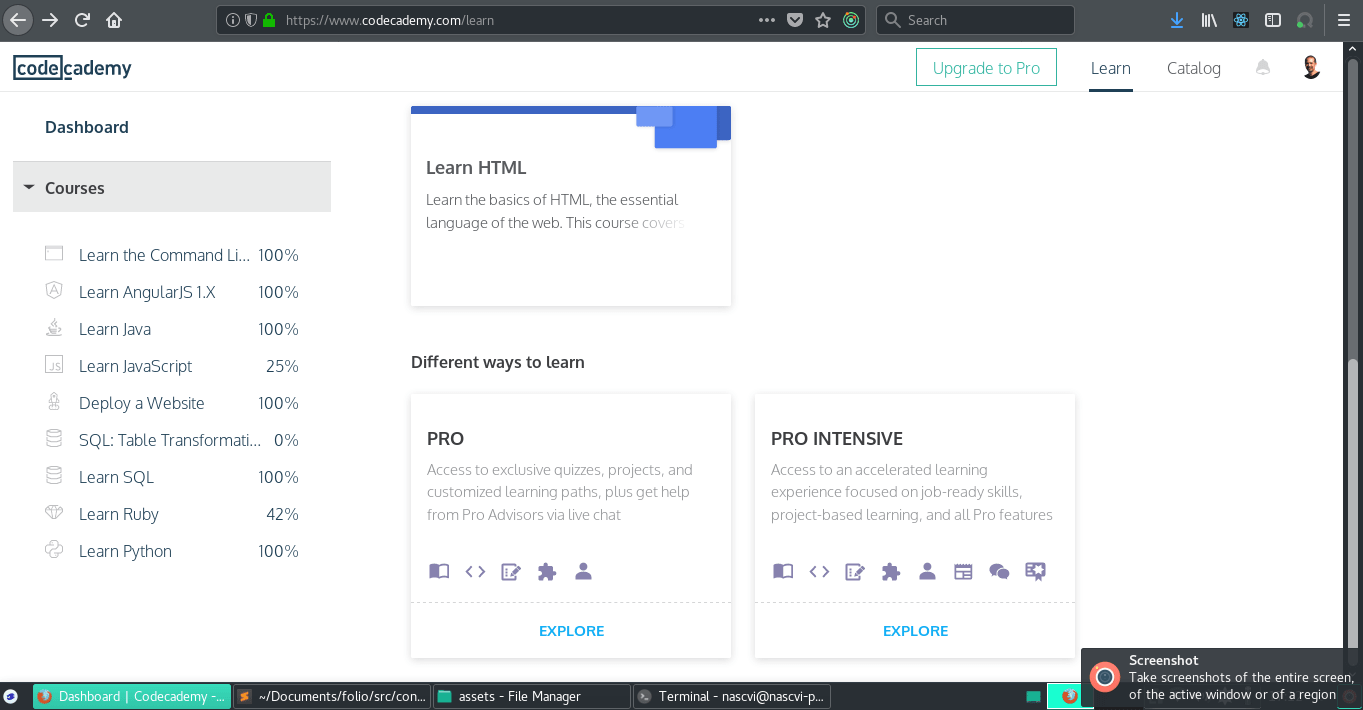 https://www.codecademy.com/learn
Search
codecademy
Upgrade to Pro
Learn
Catalog
Dashboard
Courses
Learn the Command Li... 100%
Learn AngularJS 1.X 100%
Learn Java 100%
Learn JavaScript 25%
Deploy a Website 100%
SQL: Table Transformati... 0%
Learn SQL 100%
Learn Ruby 42%
Learn Python 100%
Learn HTML
Learn the basics of HTML, the essential
language of the web. This course covers
Different ways to learn
PRO
Access to exclusive quizzes, projects, and
customized learning paths, plus get help
from Pro Advisors via live chat
EXPLORE
PRO INTENSIVE
Access to an accelerated learning
experience focused on job-ready skills,
project-based learning, and all Pro features
EXPLORE
Screenshot
Take screenshots of the entire screen,
of the active window or of a region
Dashboard | Codecademy -...
~/Documents/folio/src/con...
assets - File Manager
Terminal - nascvi@nascvi-p...